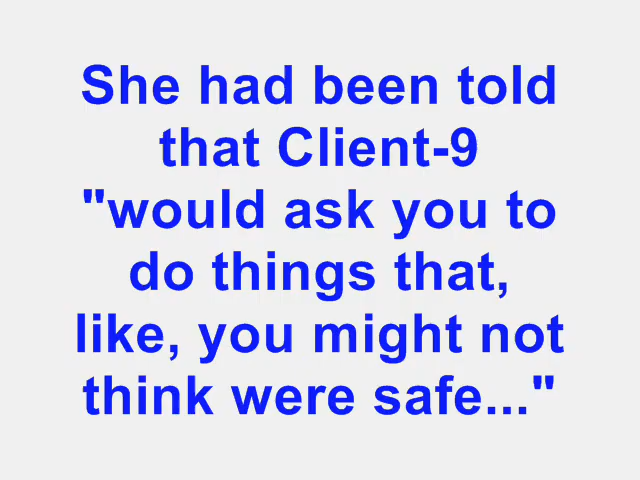 She had been told
that Client-9
"would ask you to
do things that,
like, you might not
think were safe..."